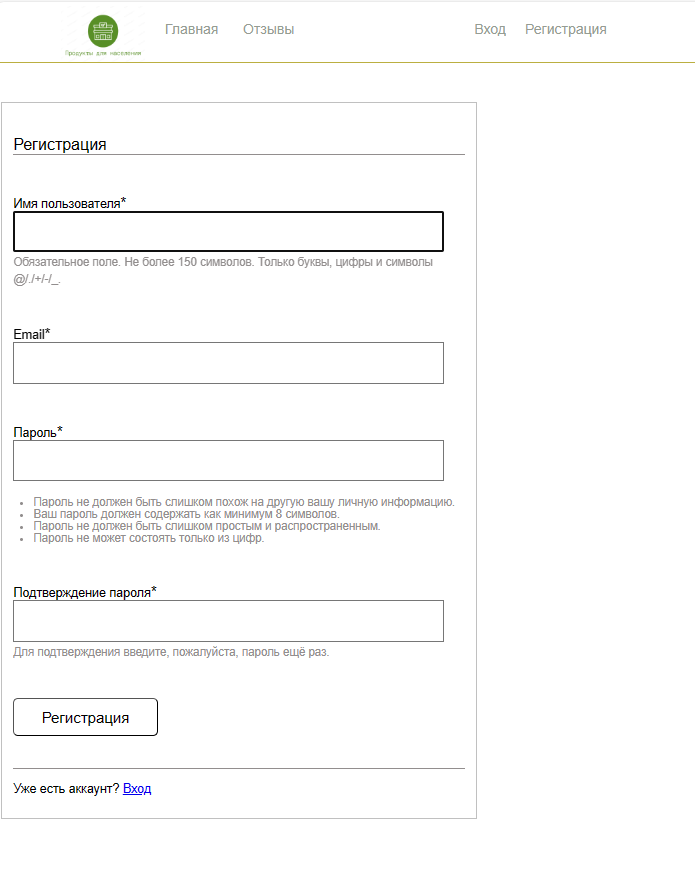 Главная Отзывы Вход Регистрация
Продукты для населения
Регистрация
Имя пользователя*
Обязательное поле. Не более 150 символов. Только буквы, цифры и символы
@/./+/-/_.
Email*
Пароль*
Пароль не должен быть слишком похож на другую вашу личную информацию.
Ваш пароль должен содержать как минимум 8 символов.
Пароль не должен быть слишком простым и распространенным.
Пароль не может состоять только из цифр.
Подтверждение пароля*
Для подтверждения введите, пожалуйста, пароль ещё раз.
Регистрация
Уже есть аккаунт? Вход